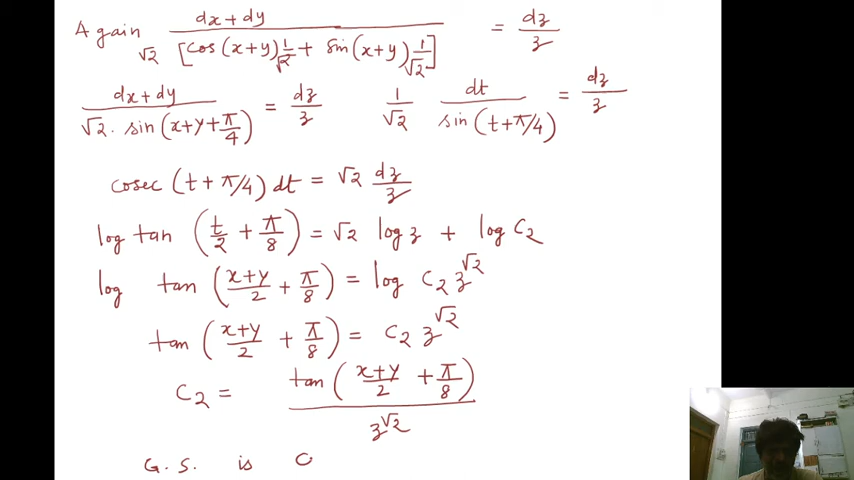 Again (dx+dy)/(√2 [cos(x+y) 1/√2 + sin(x+y) 1/√2]) = dz/z
(dx+dy)/(√2 . sin(x+y+π/4)) = dz/z    1/√2 dt/(sin(t+π/4)) = dz/z
cosec (t+π/4) dt = √2 dz/z
log tan (t/2 + π/8) = √2 log z + log C₂
log tan (x+y/2 + π/8) = log C₂ z^√2
tan (x+y/2 + π/8) = C₂ z^√2
C₂ = tan (x+y/2 + π/8) / z^√2
G.S. is C